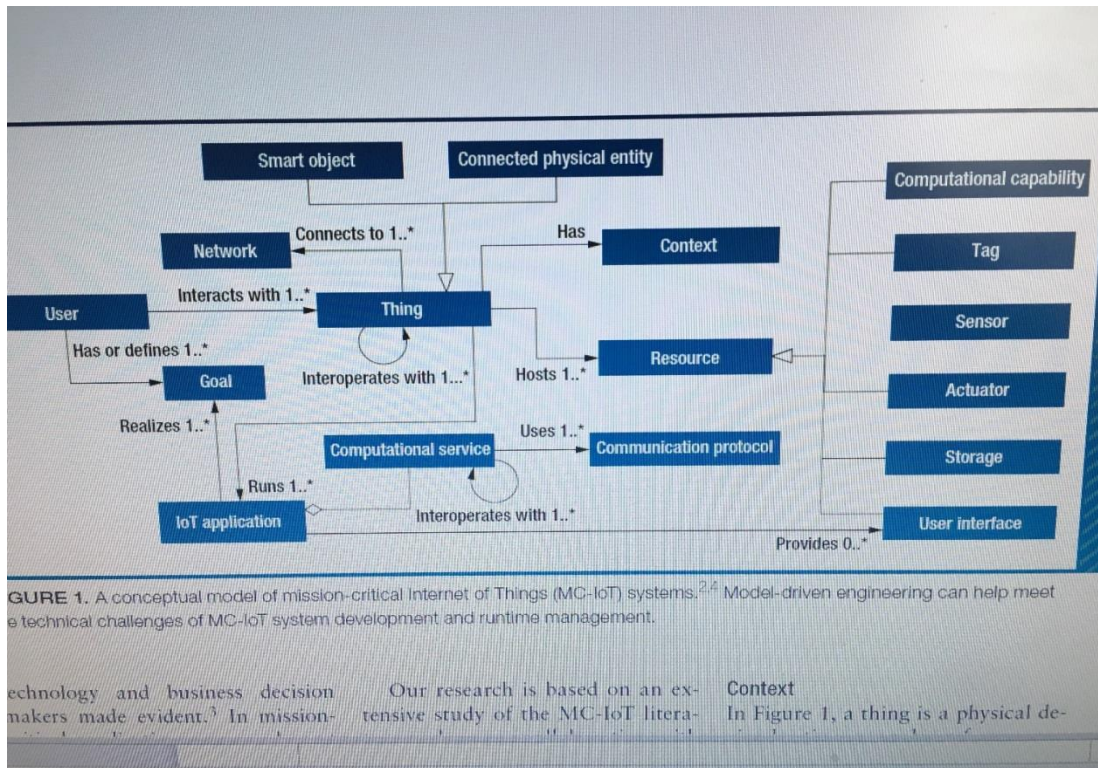 Smart object
Connected physical entity
Computational capability
Connects to 1..*
Has
Network
Context
Tag
Interacts with 1..*
User
Thing
Sensor
Has or defines 1..*
Resource
Goal
Interoperates with 1...*
Hosts 1..*
Actuator
Realizes 1..*
Uses 1..*
Computational service
Communication protocol
Storage
Runs 1..*
IoT application
Interoperates with 1..*
User interface
Provides 0..*
GURE 1. A conceptual model of mission-critical Internet of Things (MC-IoT) systems.2,4 Model-driven engineering can help meet
e technical challenges of MC-IoT system development and runtime management.
echnology and business decision
nakers made evident.3 In mission-
Our research is based on an ex-
tensive study of the MC-IoT litera-
Context
In Figure 1, a thing is a physical de-